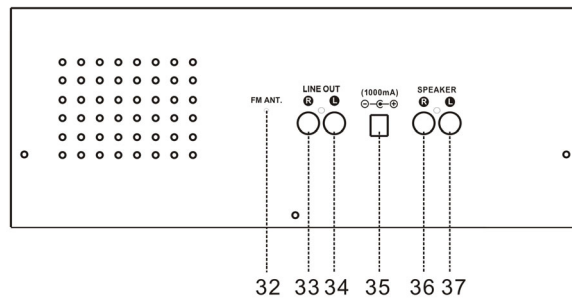 LINE OUT
(1000mA)
SPEAKER
FM ANT.
R L
R L
32 33 34 35 36 37